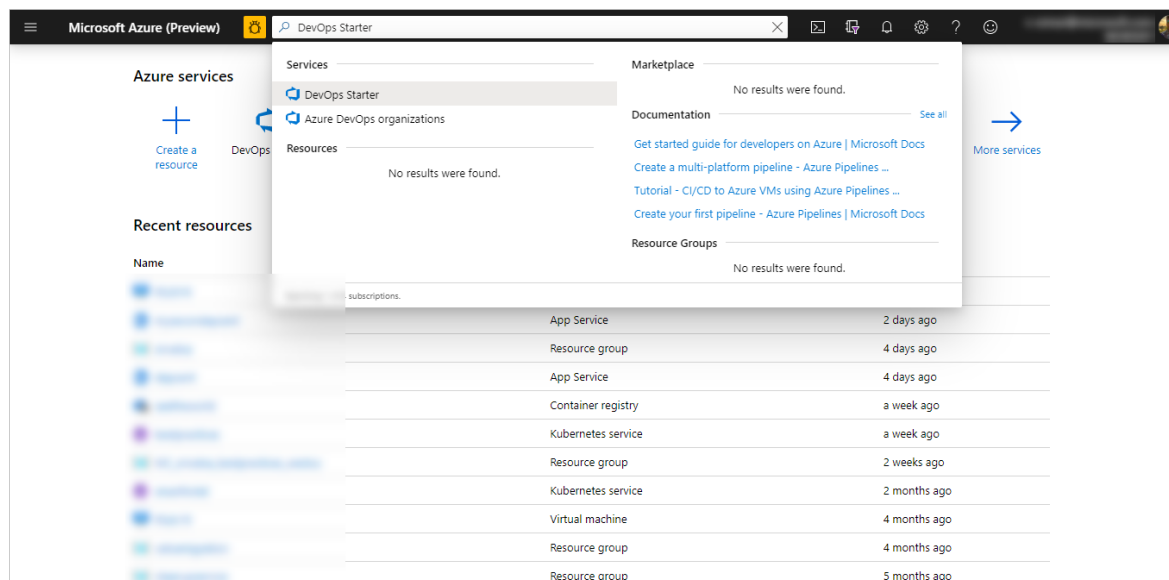 Microsoft Azure (Preview)
DevOps Starter
Azure services
Create a
resource
DevOps
More services
Services
DevOps Starter
Azure DevOps organizations
Resources
No results were found.
Marketplace
No results were found.
Documentation
See all
Get started guide for developers on Azure | Microsoft Docs
Create a multi-platform pipeline - Azure Pipelines ...
Tutorial - CI/CD to Azure VMs using Azure Pipelines ...
Create your first pipeline - Azure Pipelines | Microsoft Docs
Resource Groups
No results were found.
subscriptions.
Recent resources
Name
App Service 2 days ago
Resource group 4 days ago
App Service 4 days ago
Container registry a week ago
Kubernetes service a week ago
Resource group 2 weeks ago
Kubernetes service 2 months ago
Virtual machine 4 months ago
Resource group 4 months ago
Resource group 5 months ago